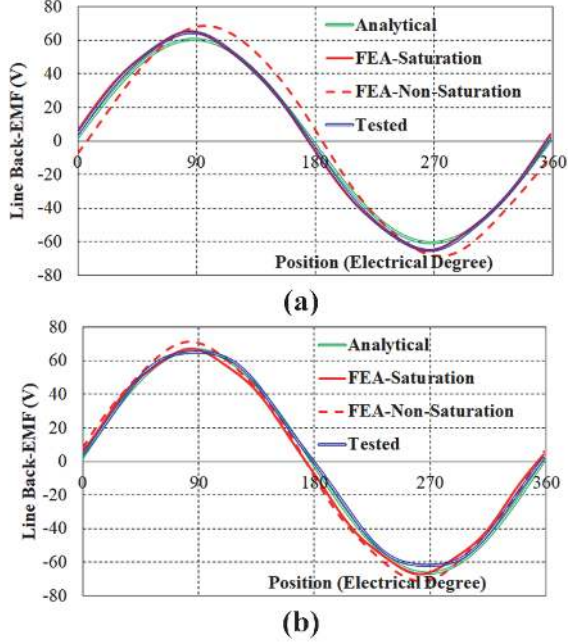 80
60
40
20
0
-20
-40
-60
-80
Line Back-EMF (V)
Analytical
FEA-Saturation
FEA-Non-Saturation
Tested
0 90 180 270 360
Position (Electrical Degree)
(a)
80
60
40
20
0
-20
-40
-60
-80
Line Back-EMF (V)
Analytical
FEA-Saturation
FEA-Non-Saturation
Tested
0 90 180 270 360
Position (Electrical Degree)
(b)